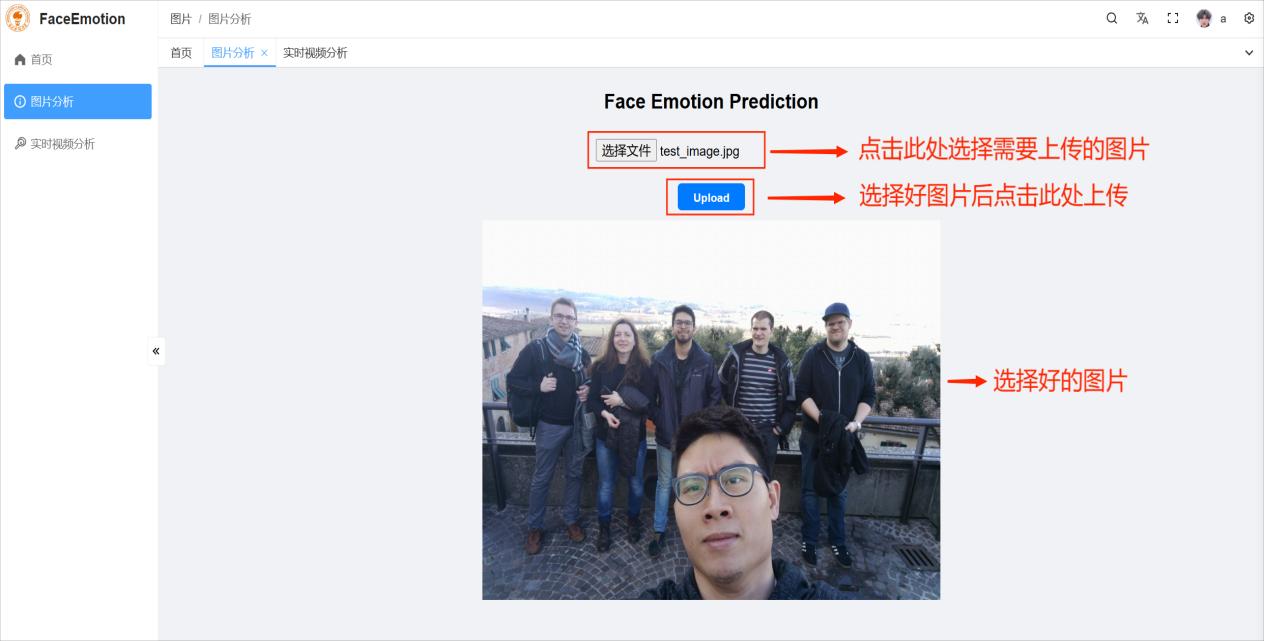 FaceEmotion
图片 / 图片分析
a
首页
图片分析
实时视频分析
首页
图片分析
实时视频分析
Face Emotion Prediction
选择文件 test_image.jpg
点击此处选择需要上传的图片
Upload
选择好图片后点击此处上传
选择好的图片